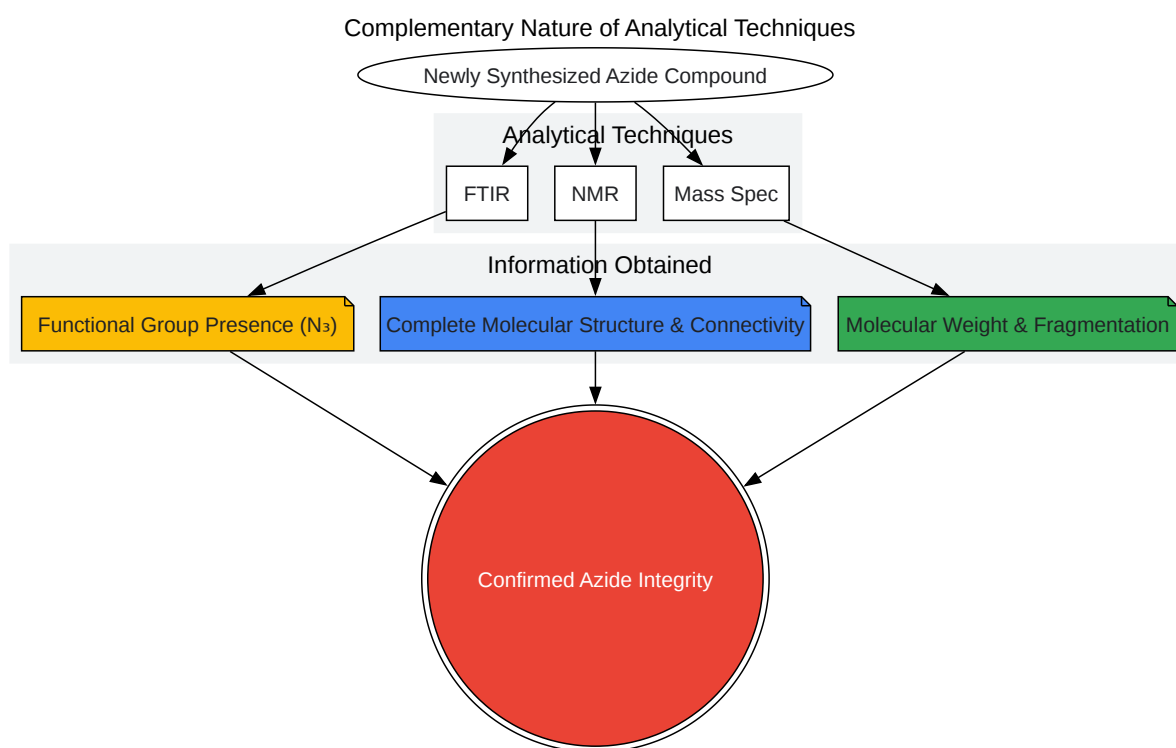 Complementary Nature of Analytical Techniques
Newly Synthesized Azide Compound
Analytical Techniques
FTIR
NMR
Mass Spec
Information Obtained
Functional Group Presence (N₃)
Complete Molecular Structure & Connectivity
Molecular Weight & Fragmentation
Confirmed Azide Integrity